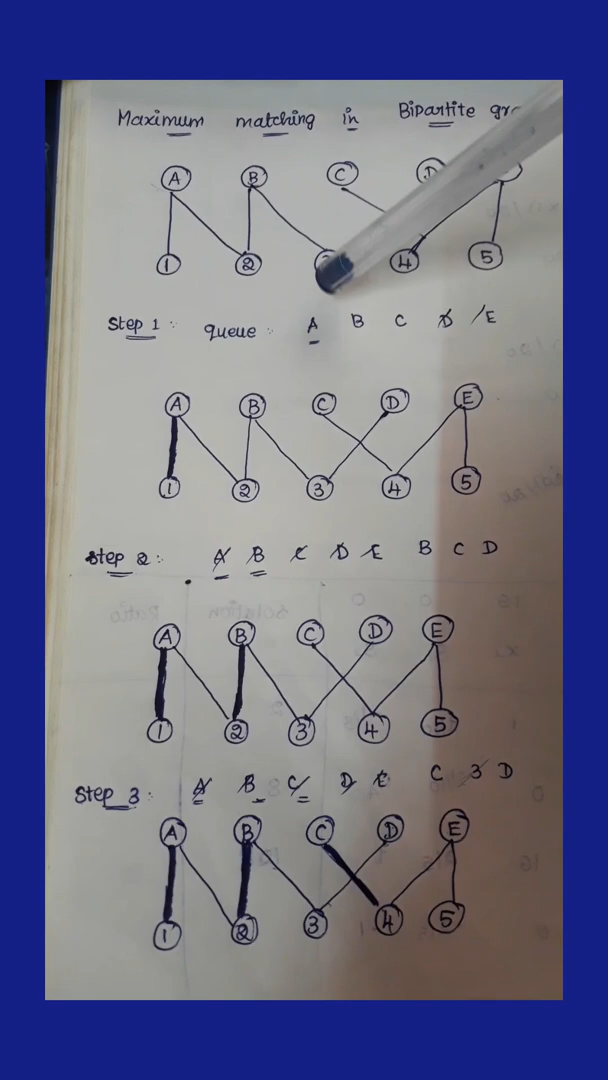 Maximum matching in Bipartite
A B C D
1 2 4 5
Step 1 : queue : A B C D / E
A B C D E
1 2 3 4 5
Step 2 : A B C D E B C D
A B C D E
1 2 3 4 5
Step 3 : A B C D E C 3 D
A B C D E
1 2 3 4 5